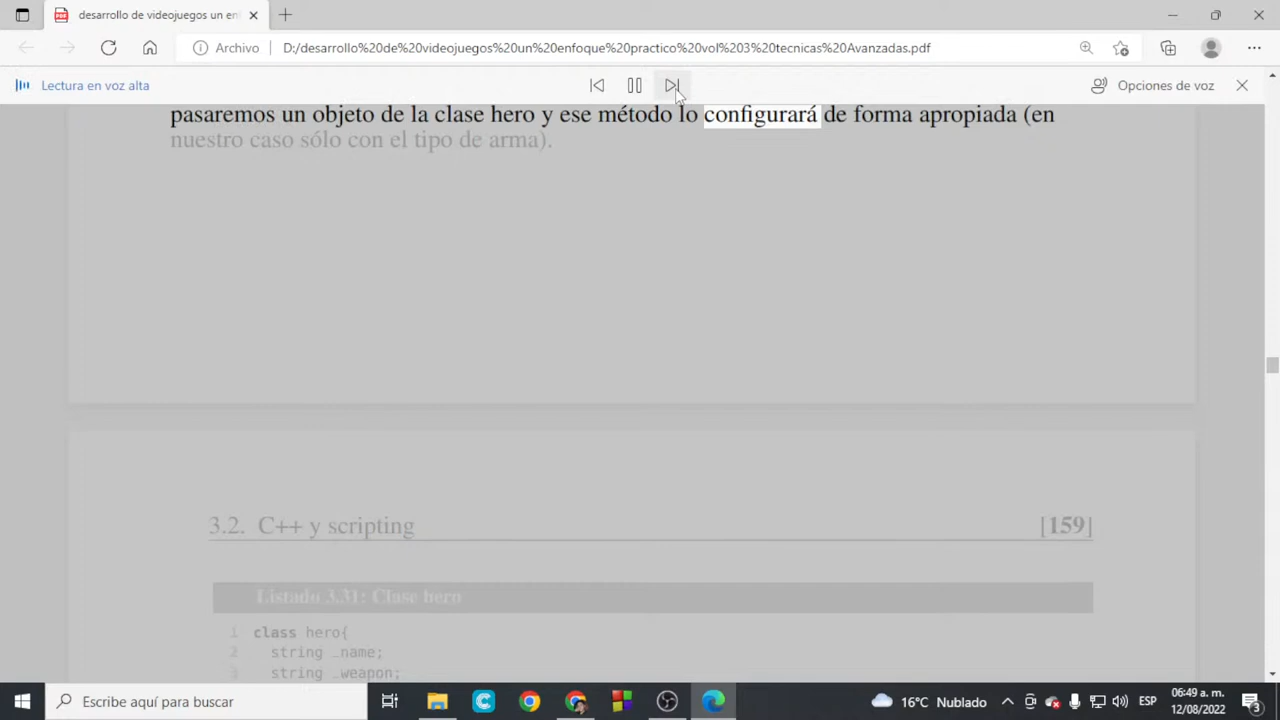 desarrollo de videojuegos un en
Archivo
D:/desarrollo%20de%20videojuegos%20un%20enfoque%20practico%20vol%203%20tecnicas%20Avanzadas.pdf
Lectura en voz alta
Opciones de voz
pasaremos un objeto de la clase hero y ese método lo configurará de forma apropiada (en
nuestro caso sólo con el tipo de arma).
3.2. C++ y scripting [159]
Listado 3.31: Clase hero
1 class hero{
2 string _name;
3 string _weapon;
Escribe aquí para buscar
16°C Nublado
ESP
06:49 a. m.
12/08/2022
3